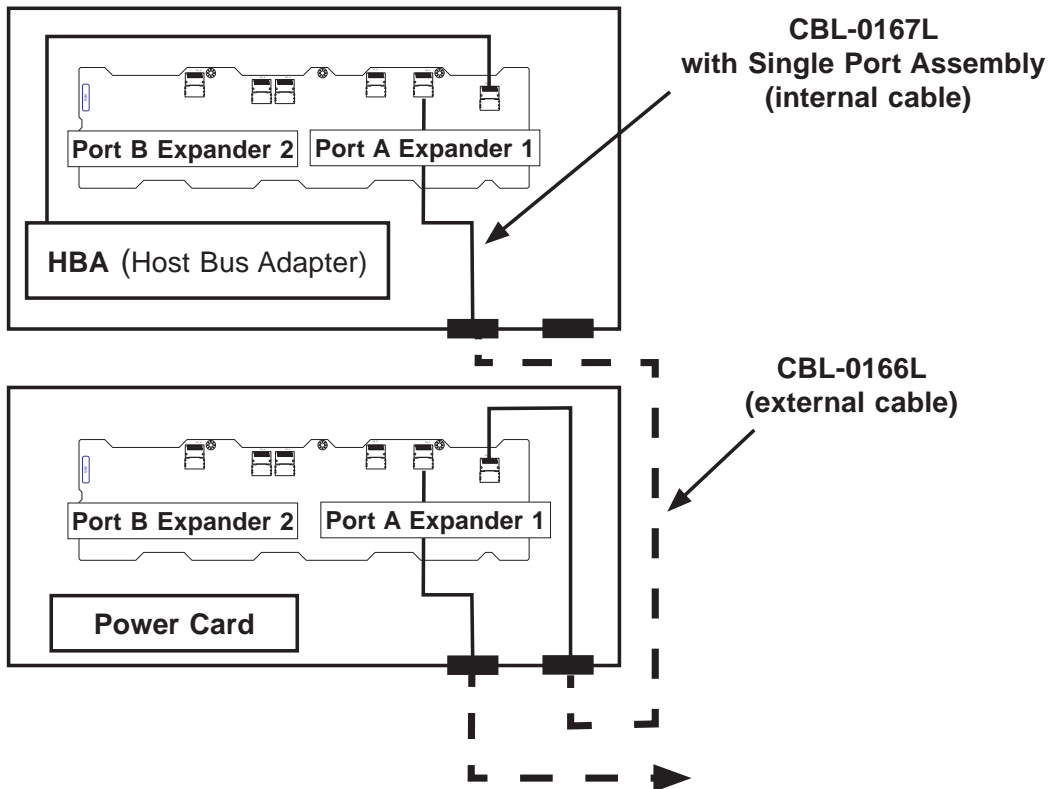 CBL-0167L
with Single Port Assembly
(internal cable)
Port B Expander 2
Port A Expander 1
HBA (Host Bus Adapter)
CBL-0166L
(external cable)
Port B Expander 2
Port A Expander 1
Power Card